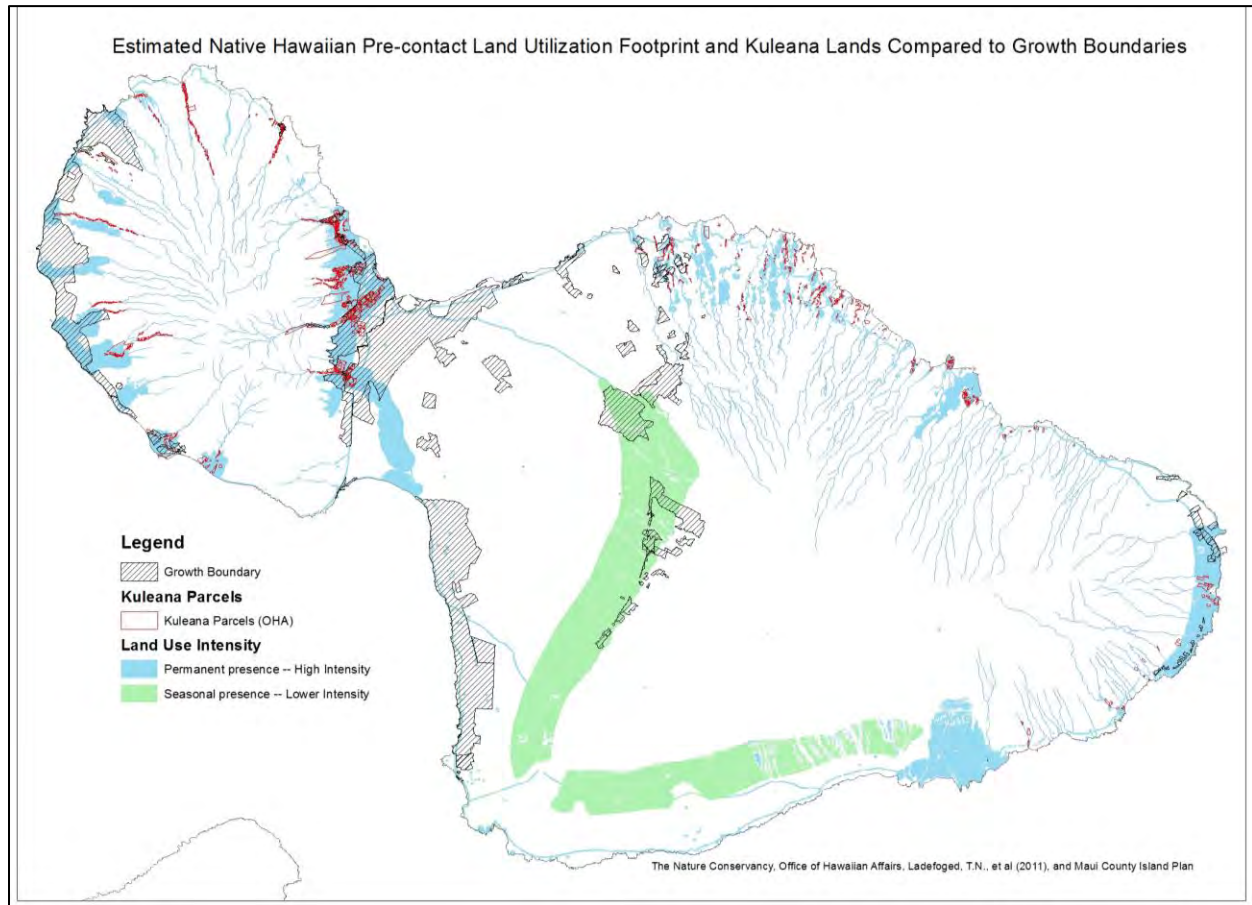 Estimated Native Hawaiian Pre-contact Land Utilization Footprint and Kuleana Lands Compared to Growth Boundaries
Legend
Growth Boundary
Kuleana Parcels
Kuleana Parcels (OHA)
Land Use Intensity
Permanent presence -- High Intensity
Seasonal presence -- Lower Intensity
The Nature Conservancy, Office of Hawaiian Affairs, Ladefoged, T.N., et al (2011), and Maui County Island Plan